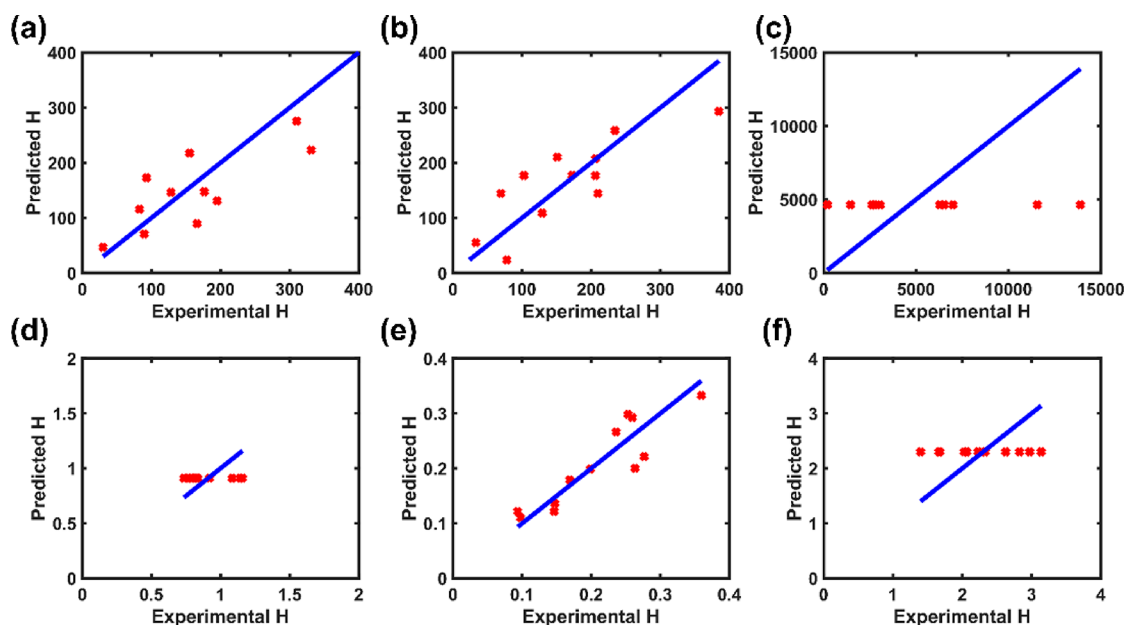 (a)
400
300
200
100
0
Predicted H
0 100 200 300 400
Experimental H
(b)
400
300
200
100
0
Predicted H
0 100 200 300 400
Experimental H
(c)
15000
10000
5000
0
Predicted H
0 5000 10000 15000
Experimental H
(d)
2
1.5
1
0.5
0
Predicted H
0 0.5 1 1.5 2
Experimental H
(e)
0.4
0.3
0.2
0.1
0
Predicted H
0 0.1 0.2 0.3 0.4
Experimental H
(f)
4
3
2
1
0
Predicted H
0 1 2 3 4
Experimental H